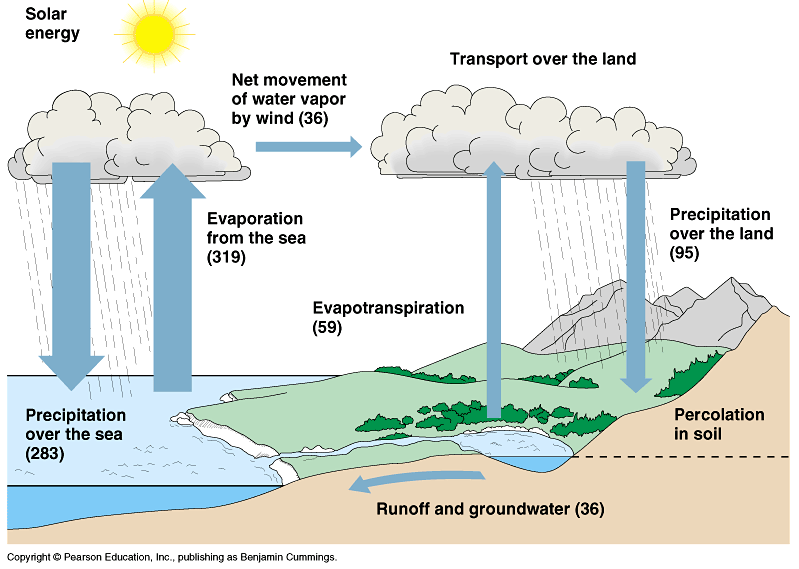 Solar
energy
Net movement
of water vapor
by wind (36)
Transport over the land
Evaporation
from the sea
(319)
Precipitation
over the land
(95)
Evapotranspiration
(59)
Precipitation
over the sea
(283)
Percolation
in soil
Runoff and groundwater (36)
Copyright © Pearson Education, Inc., publishing as Benjamin Cummings.